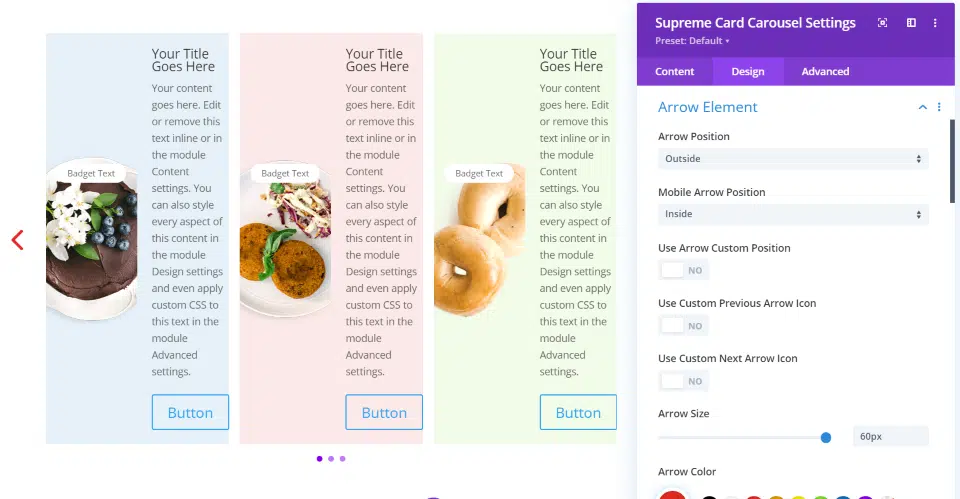 Your Title
Goes Here
Your content
goes here. Edit
or remove this
text inline or in
the module
Content
settings. You
can also style
every aspect of
this content in
the module
Design settings
and even apply
custom CSS to
this text in the
module
Advanced
settings.
Badget Text
Button
Your Title
Goes Here
Your content
goes here. Edit
or remove this
text inline or in
the module
Content
settings. You
can also style
every aspect of
this content in
the module
Design settings
and even apply
custom CSS to
this text in the
module
Advanced
settings.
Badget Text
Button
Your Title
Goes Here
Your content
goes here. Edit
or remove this
text inline or in
the module
Content
settings. You
can also style
every aspect of
this content in
the module
Design settings
and even apply
custom CSS to
this text in the
module
Advanced
settings.
Badget Text
Button
Supreme Card Carousel Settings
Preset: Default
Content Design Advanced
Arrow Element
Arrow Position
Outside
Mobile Arrow Position
Inside
Use Arrow Custom Position
NO
Use Custom Previous Arrow Icon
NO
Use Custom Next Arrow Icon
NO
Arrow Size
60px
Arrow Color